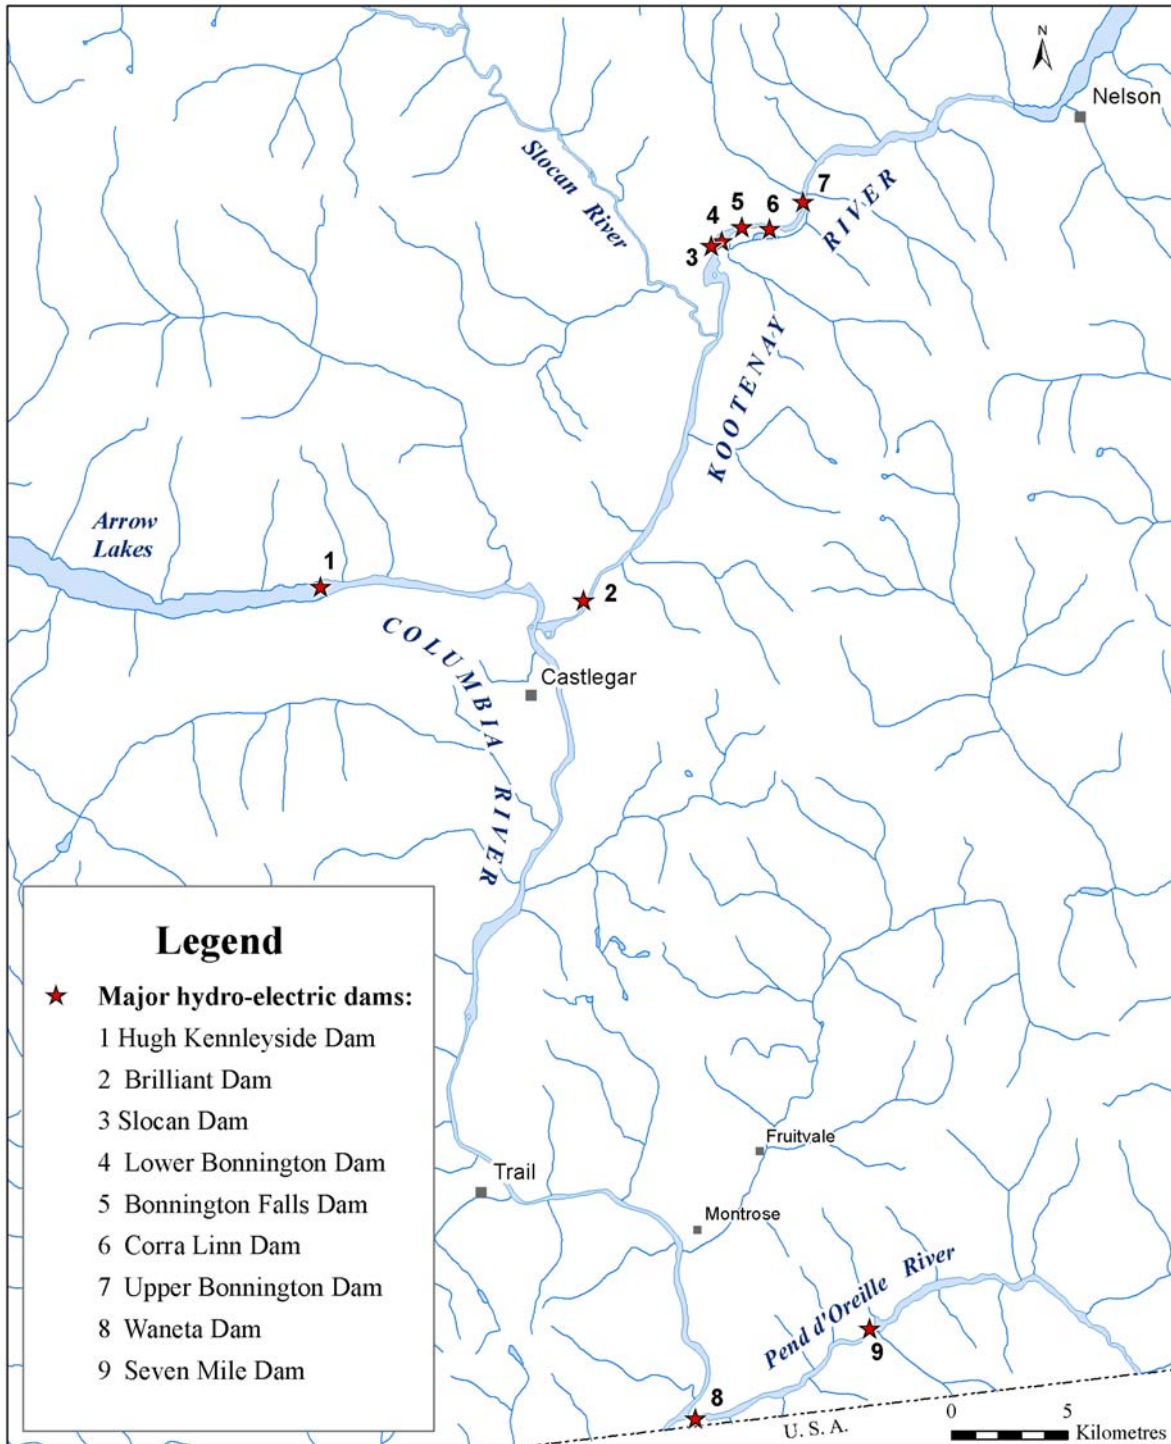 N
Nelson
Slocan River
7
5
6
4
3
RIVER
KOOTENAY
Arrow
Lakes
1
2
COLUMBIA RIVER
Castlegar
Legend
Major hydro-electric dams:
1 Hugh Kennleyside Dam
2 Brilliant Dam
3 Slocan Dam
4 Lower Bonnington Dam
5 Bonnington Falls Dam
6 Corra Linn Dam
7 Upper Bonnington Dam
8 Waneta Dam
9 Seven Mile Dam
Fruitvale
Trail
Montrose
Pend d'Oreille River
9
8
U. S. A.
0 5
Kilometres